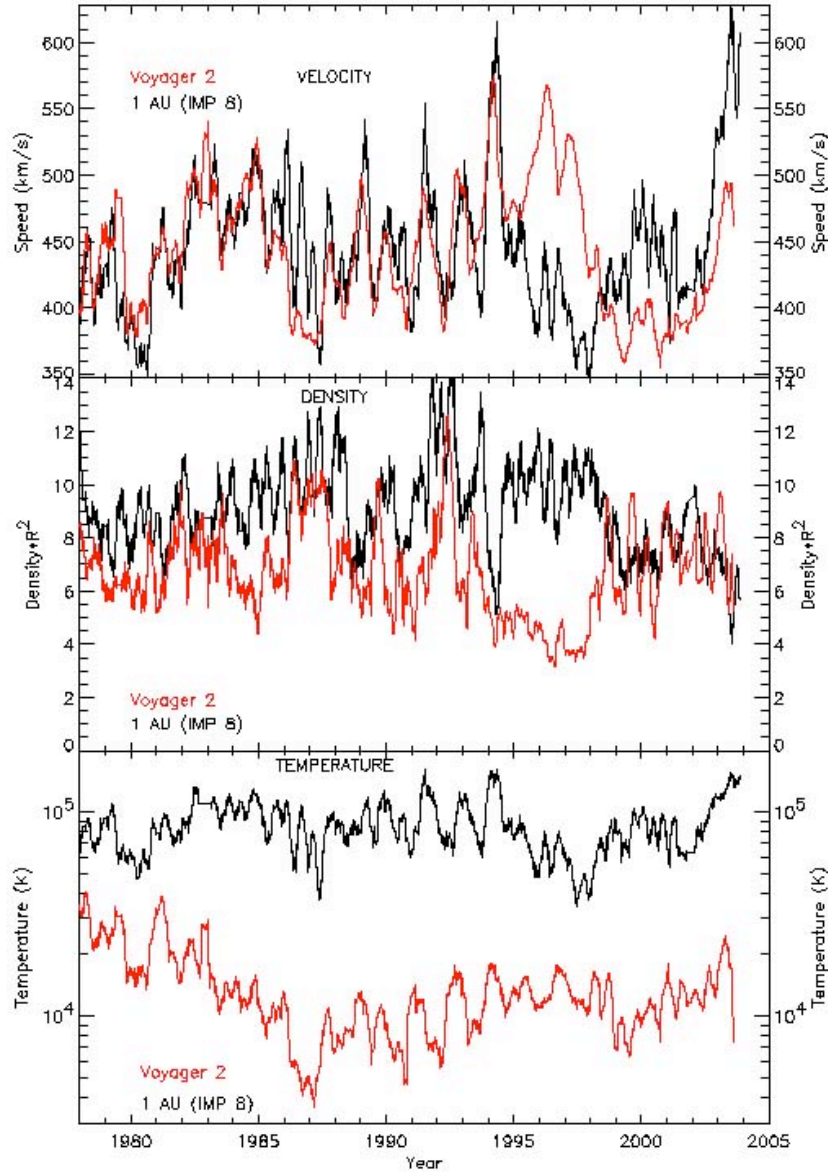 600
550
500
450
400
350
Speed (km/s)
Voyager 2
1 AU (IMP 8)
VELOCITY
600
550
500
450
400
350
Speed (km/s)
14
12
10
8
6
4
2
0
Density*R²
DENSITY
Voyager 2
1 AU (IMP 8)
14
12
10
8
6
4
2
0
Density*R²
10⁵
10⁴
Temperature (K)
TEMPERATURE
Voyager 2
1 AU (IMP 8)
10⁵
10⁴
Temperature (K)
1980
1985
1990
1995
2000
2005
Year